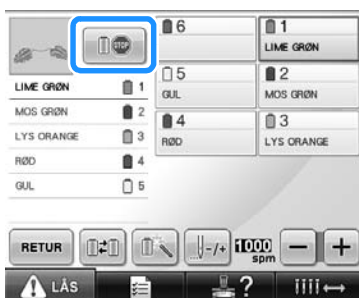 STOP
6
1
LIME GRØN
5
GUL
2
MOS GRØN
4
RØD
3
LYS ORANGE
LIME GRØN 1
MOS GRØN 2
LYS ORANGE 3
RØD 4
GUL 5
RETUR
-/+
1000
spm
− +
LÅS
?